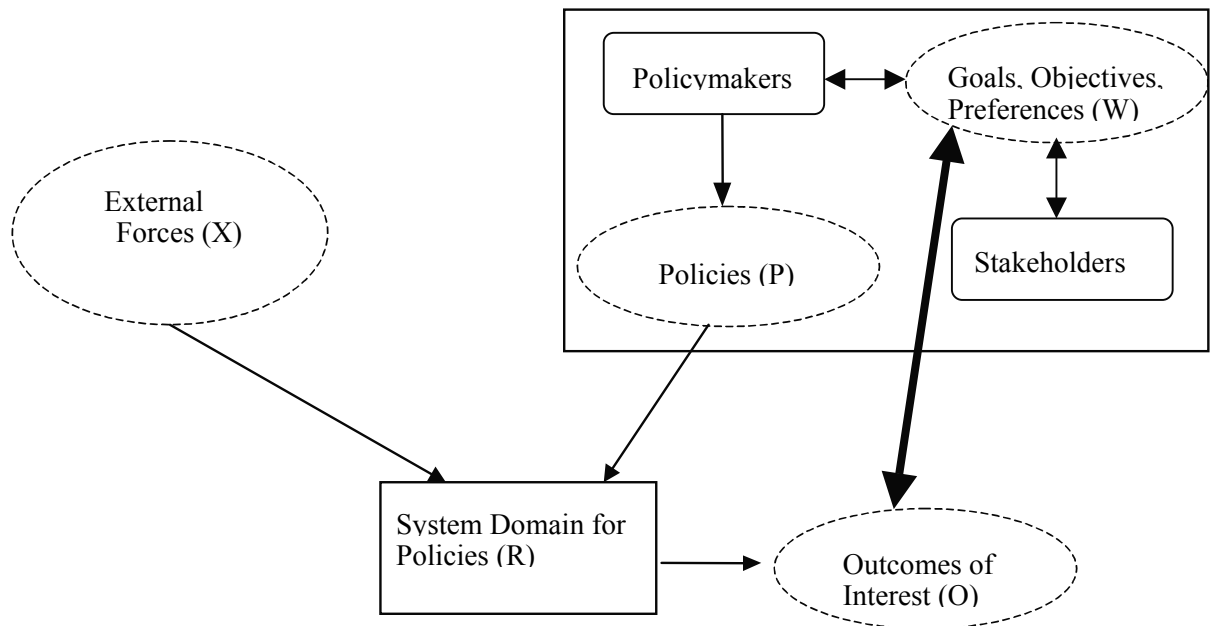 Policymakers
Goals, Objectives,
Preferences (W)
External
Forces (X)
Policies (P)
Stakeholders
System Domain for
Policies (R)
Outcomes of
Interest (O)